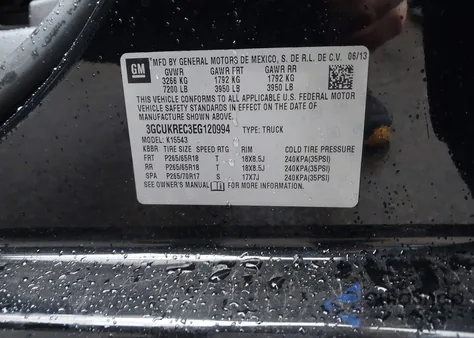 GM
MFD BY GENERAL MOTORS DE MEXICO, S. DE R.L. DE C.V. 06/13
GVWR GAWR FRT GAWR RR
3266 KG 1792 KG 1792 KG
7200 LB 3950 LB 3950 LB
THIS VEHICLE CONFORMS TO ALL APPLICABLE U.S. FEDERAL MOTOR
VEHICLE SAFETY STANDARDS IN EFFECT ON THE DATE OF
MANUFACTURE SHOWN ABOVE.
3GCUKREC3EG120994 TYPE: TRUCK
MODEL: K15543
KBBR TIRE SIZE SPEED RTG RIM COLD TIRE PRESSURE
FRT P265/65R18 T 18X8.5J 240KPA(35PSI)
RR P265/65R18 T 18X8.5J 240KPA(35PSI)
SPA P265/70R17 S 17X7J 240KPA(35PSI)
SEE OWNER'S MANUAL FOR MORE INFORMATION.